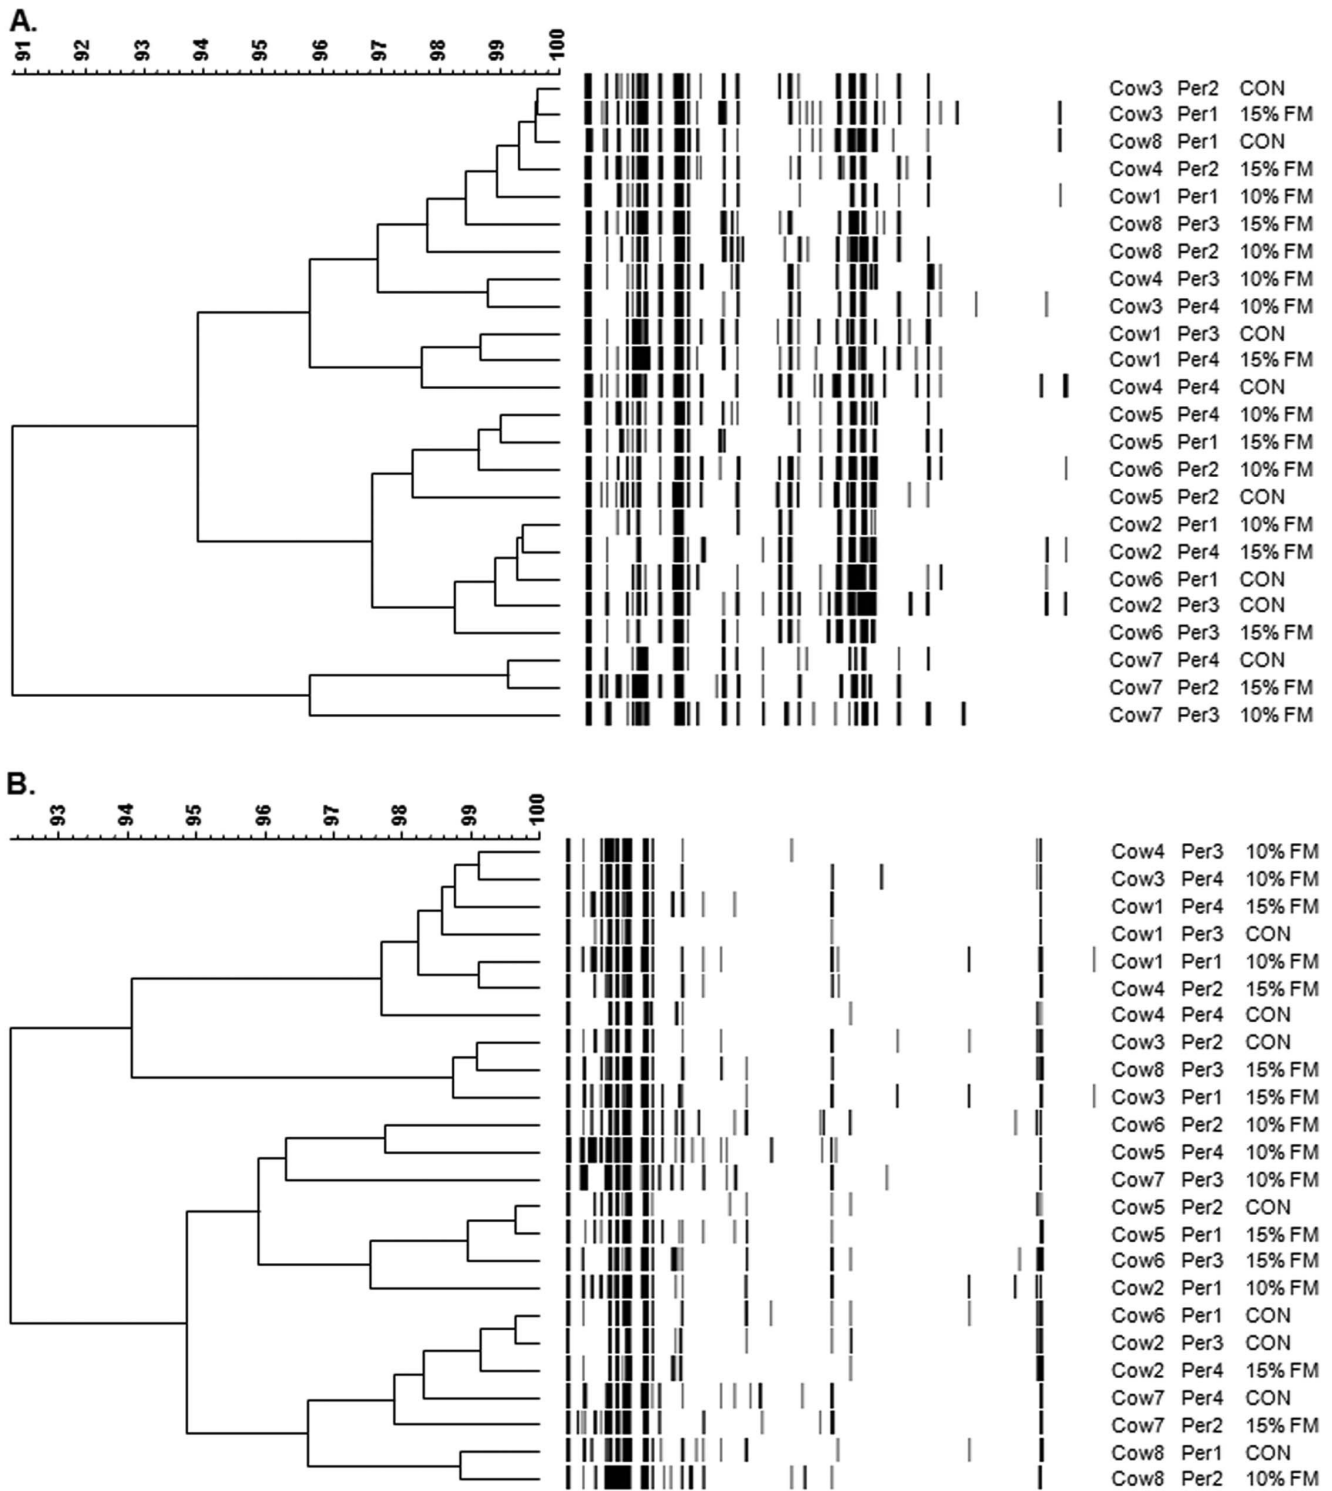 A.
91 92 93 94 95 96 97 98 99 100
Cow3 Per2 CON
Cow3 Per1 15% FM
Cow8 Per1 CON
Cow4 Per2 15% FM
Cow1 Per1 10% FM
Cow8 Per3 15% FM
Cow8 Per2 10% FM
Cow4 Per3 10% FM
Cow3 Per4 10% FM
Cow1 Per3 CON
Cow1 Per4 15% FM
Cow4 Per4 CON
Cow5 Per4 10% FM
Cow5 Per1 15% FM
Cow6 Per2 10% FM
Cow5 Per2 CON
Cow2 Per1 10% FM
Cow2 Per4 15% FM
Cow6 Per1 CON
Cow2 Per3 CON
Cow6 Per3 15% FM
Cow7 Per4 CON
Cow7 Per2 15% FM
Cow7 Per3 10% FM
B.
93 94 95 96 97 98 99 100
Cow4 Per3 10% FM
Cow3 Per4 10% FM
Cow1 Per4 15% FM
Cow1 Per3 CON
Cow1 Per1 10% FM
Cow4 Per2 15% FM
Cow4 Per4 CON
Cow3 Per2 CON
Cow8 Per3 15% FM
Cow3 Per1 15% FM
Cow6 Per2 10% FM
Cow5 Per4 10% FM
Cow7 Per3 10% FM
Cow5 Per2 CON
Cow5 Per1 15% FM
Cow6 Per3 15% FM
Cow2 Per1 10% FM
Cow6 Per1 CON
Cow2 Per3 CON
Cow2 Per4 15% FM
Cow7 Per4 CON
Cow7 Per2 15% FM
Cow8 Per1 CON
Cow8 Per2 10% FM